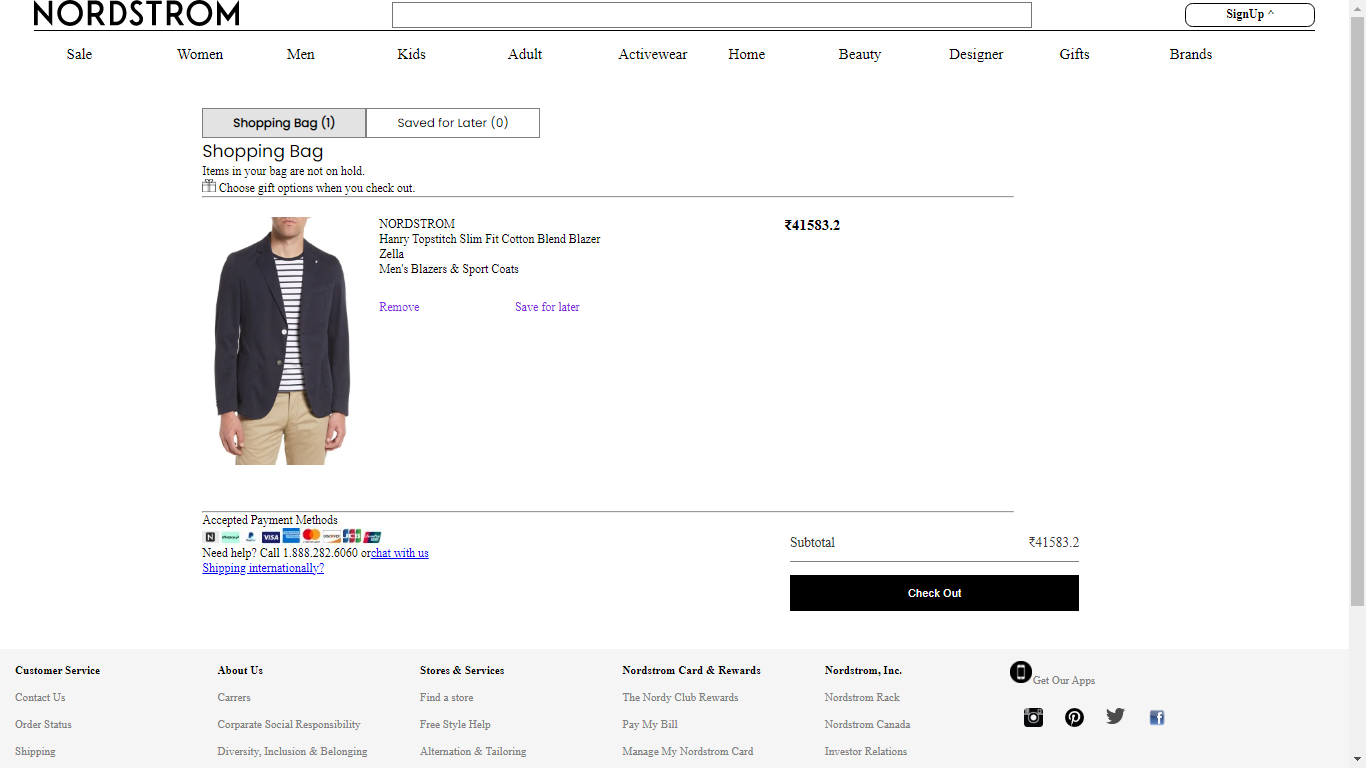 NORDSTROM
SignUp ^
Sale Women Men Kids Adult Activewear Home Beauty Designer Gifts Brands
Shopping Bag (1) Saved for Later (0)
Shopping Bag
Items in your bag are not on hold.
Choose gift options when you check out.
NORDSTROM ₹41583.2
Hanry Topstitch Slim Fit Cotton Blend Blazer
Zella
Men's Blazers & Sport Coats
Remove Save for later
Accepted Payment Methods
N VISA DISCOVER JCB
Need help? Call 1.888.282.6060 orchat with us
Shipping internationally?
Subtotal ₹41583.2
Check Out
Customer Service About Us Stores & Services Nordstrom Card & Rewards Nordstrom, Inc. Get Our Apps
Contact Us Carrers Find a store The Nordy Club Rewards Nordstrom Rack
Order Status Corparate Social Responsibility Free Style Help Pay My Bill Nordstrom Canada
Shipping Diversity, Inclusion & Belonging Alternation & Tailoring Manage My Nordstrom Card Investor Relations